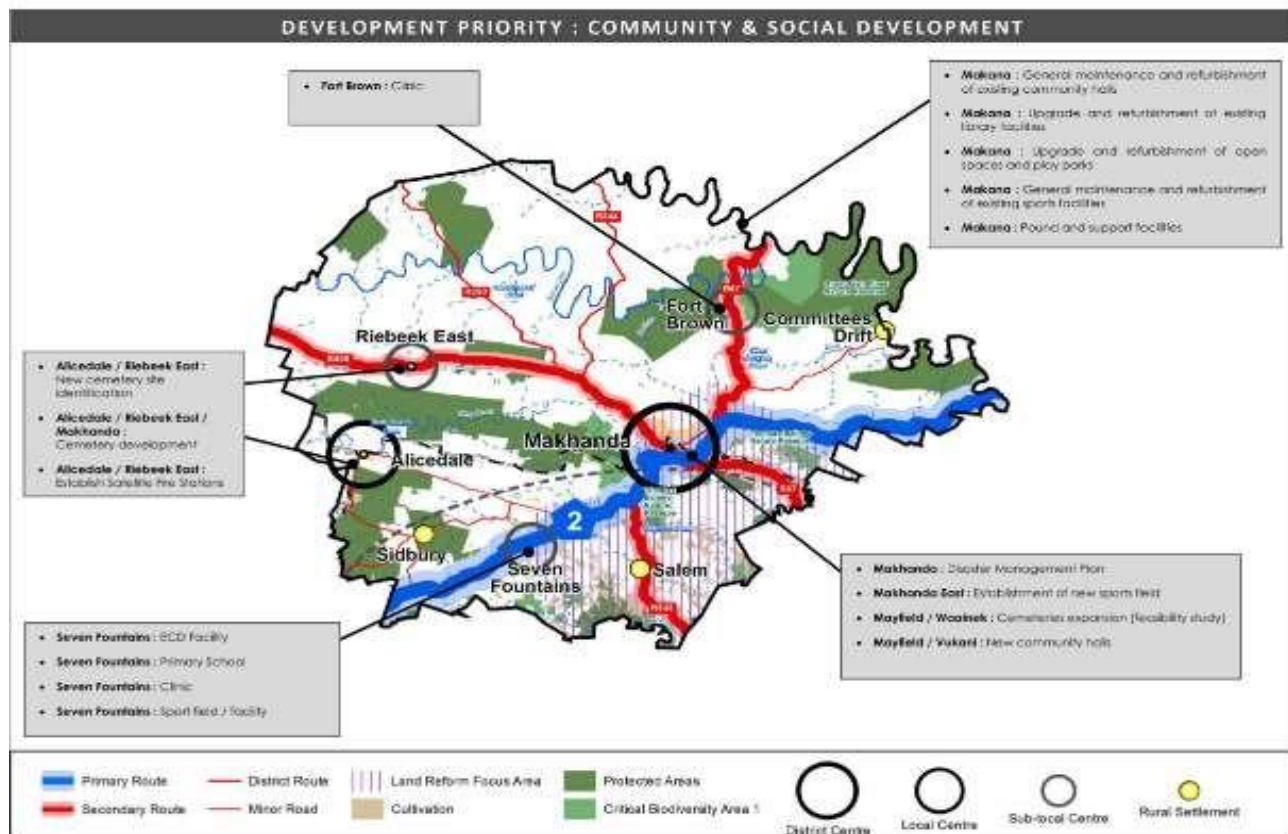 DEVELOPMENT PRIORITY : COMMUNITY & SOCIAL DEVELOPMENT
• Fort Brown : Clinic
• Makana : General maintenance and refurbishment
of existing community halls
• Makana : Upgrade and refurbishment of existing
library facilities
• Makana : Upgrade and refurbishment of open
spaces and play parks
• Makana : General maintenance and refurbishment
of existing sports facilities
• Makana : Pound and support facilities
R344
R67
Fort
Brown
Committees
Drift
Riebeek East
• Alicedale / Riebeek East :
New cemetery site
identification
• Alicedale / Riebeek East /
Makhanda :
Cemetery development
• Alicedale / Riebeek East :
Establish Satellite Fire Stations
Makhanda
Alicedale
R67
2
Sidbury
Seven
Fountains
Salem
• Makhanda : Disaster Management Plan
• Makhanda East : Establishment of new sports field
• Mayfield / Waainek : Cemeteries expansion (feasibility study)
• Mayfield / Vukani : New community halls
• Seven Fountains : ECD Facility
• Seven Fountains : Primary School
• Seven Fountains : Clinic
• Seven Fountains : Sport field / facility
Primary Route
District Route
Land Reform Focus Area
Protected Areas
Secondary Route
Minor Road
Cultivation
Critical Biodiversity Area 1
District Centre
Local Centre
Sub-local Centre
Rural Settlement